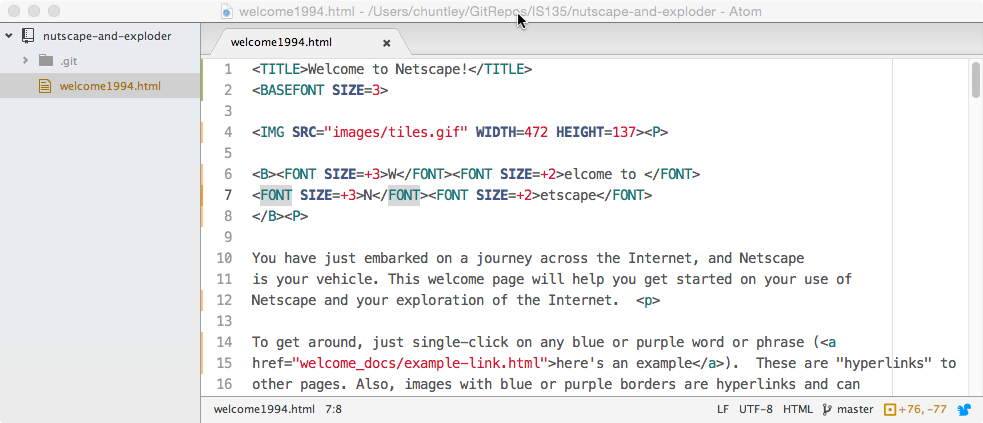 welcome1994.html - /Users/chuntley/GitRepos/IS135/nutscape-and-exploder - Atom
nutscape-and-exploder
.git
welcome1994.html
welcome1994.html
1 <TITLE>Welcome to Netscape!</TITLE>
2 <BASEFONT SIZE=3>
3
4 <IMG SRC="images/tiles.gif" WIDTH=472 HEIGHT=137><P>
5
6 <B><FONT SIZE=+3>W</FONT><FONT SIZE=+2>elcome to </FONT>
7 <FONT SIZE=+3>N</FONT><FONT SIZE=+2>etscape</FONT>
8 </B><P>
9
10 You have just embarked on a journey across the Internet, and Netscape
11 is your vehicle. This welcome page will help you get started on your use of
12 Netscape and your exploration of the Internet.  <p>
13
14 To get around, just single-click on any blue or purple word or phrase (<a
15 href="welcome_docs/example-link.html">here's an example</a>).  These are "hyperlinks" to
16 other pages. Also, images with blue or purple borders are hyperlinks and can
welcome1994.html 7:8 LF UTF-8 HTML master +76, -77